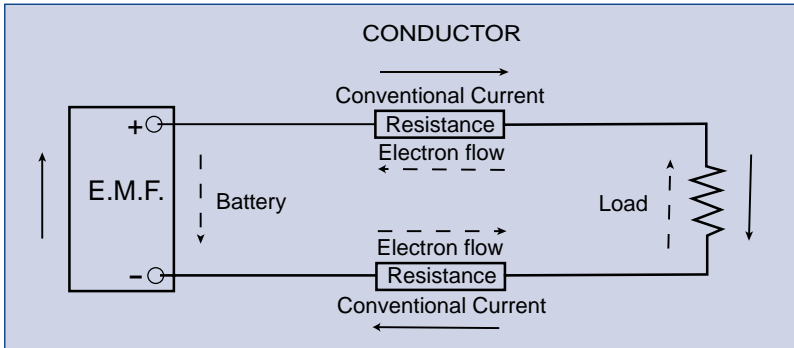 CONDUCTOR
Conventional Current
+
Resistance
Electron flow
E.M.F.
Battery
Load
Electron flow
–
Resistance
Conventional Current